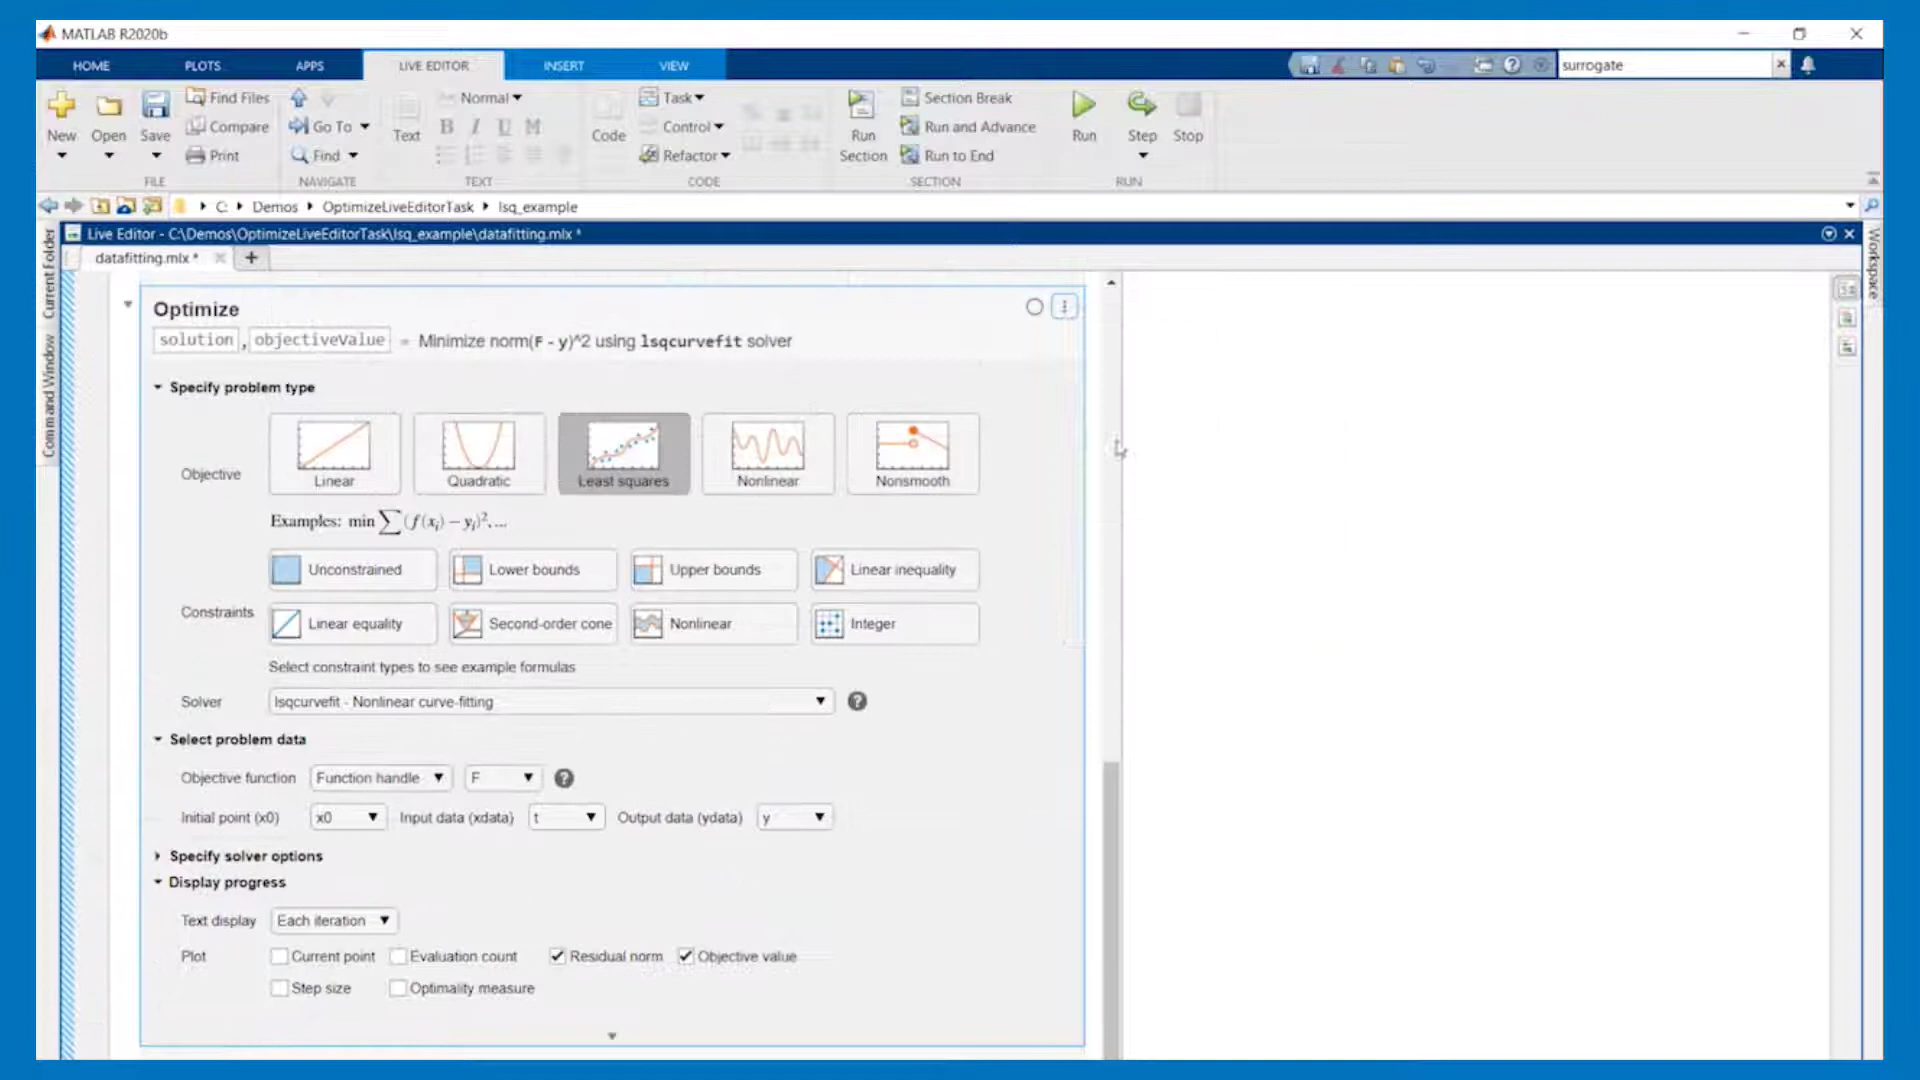 MATLAB R2020b
HOME PLOTS APPS LIVE EDITOR INSERT VIEW surrogate
Find Files Normal Task Section Break
New Open Save Compare Go To Text B I U M Code Control Run Section Run and Advance Run Step Stop
Print Find Refactor Run to End
FILE NAVIGATE TEXT CODE SECTION RUN
C: Demos OptimizeLiveEditorTask lsq_example
Live Editor - C:\Demos\OptimizeLiveEditorTask\lsq_example\datafitting.mlx *
datafitting.mlx * +
Current Folder
Command Window
Workspace
Optimize
solution , objectiveValue = Minimize norm(F - y)^2 using lsqcurvefit solver
Specify problem type
Objective Linear Quadratic Least squares Nonlinear Nonsmooth
Examples: min ∑ (f(xi) − yi)², ...
Unconstrained Lower bounds Upper bounds Linear inequality
Constraints
Linear equality Second-order cone Nonlinear Integer
Select constraint types to see example formulas
Solver lsqcurvefit - Nonlinear curve-fitting ?
Select problem data
Objective function Function handle F ?
Initial point (x0) x0 Input data (xdata) t Output data (ydata) y
Specify solver options
Display progress
Text display Each iteration
Plot Current point Evaluation count Residual norm Objective value
Step size Optimality measure